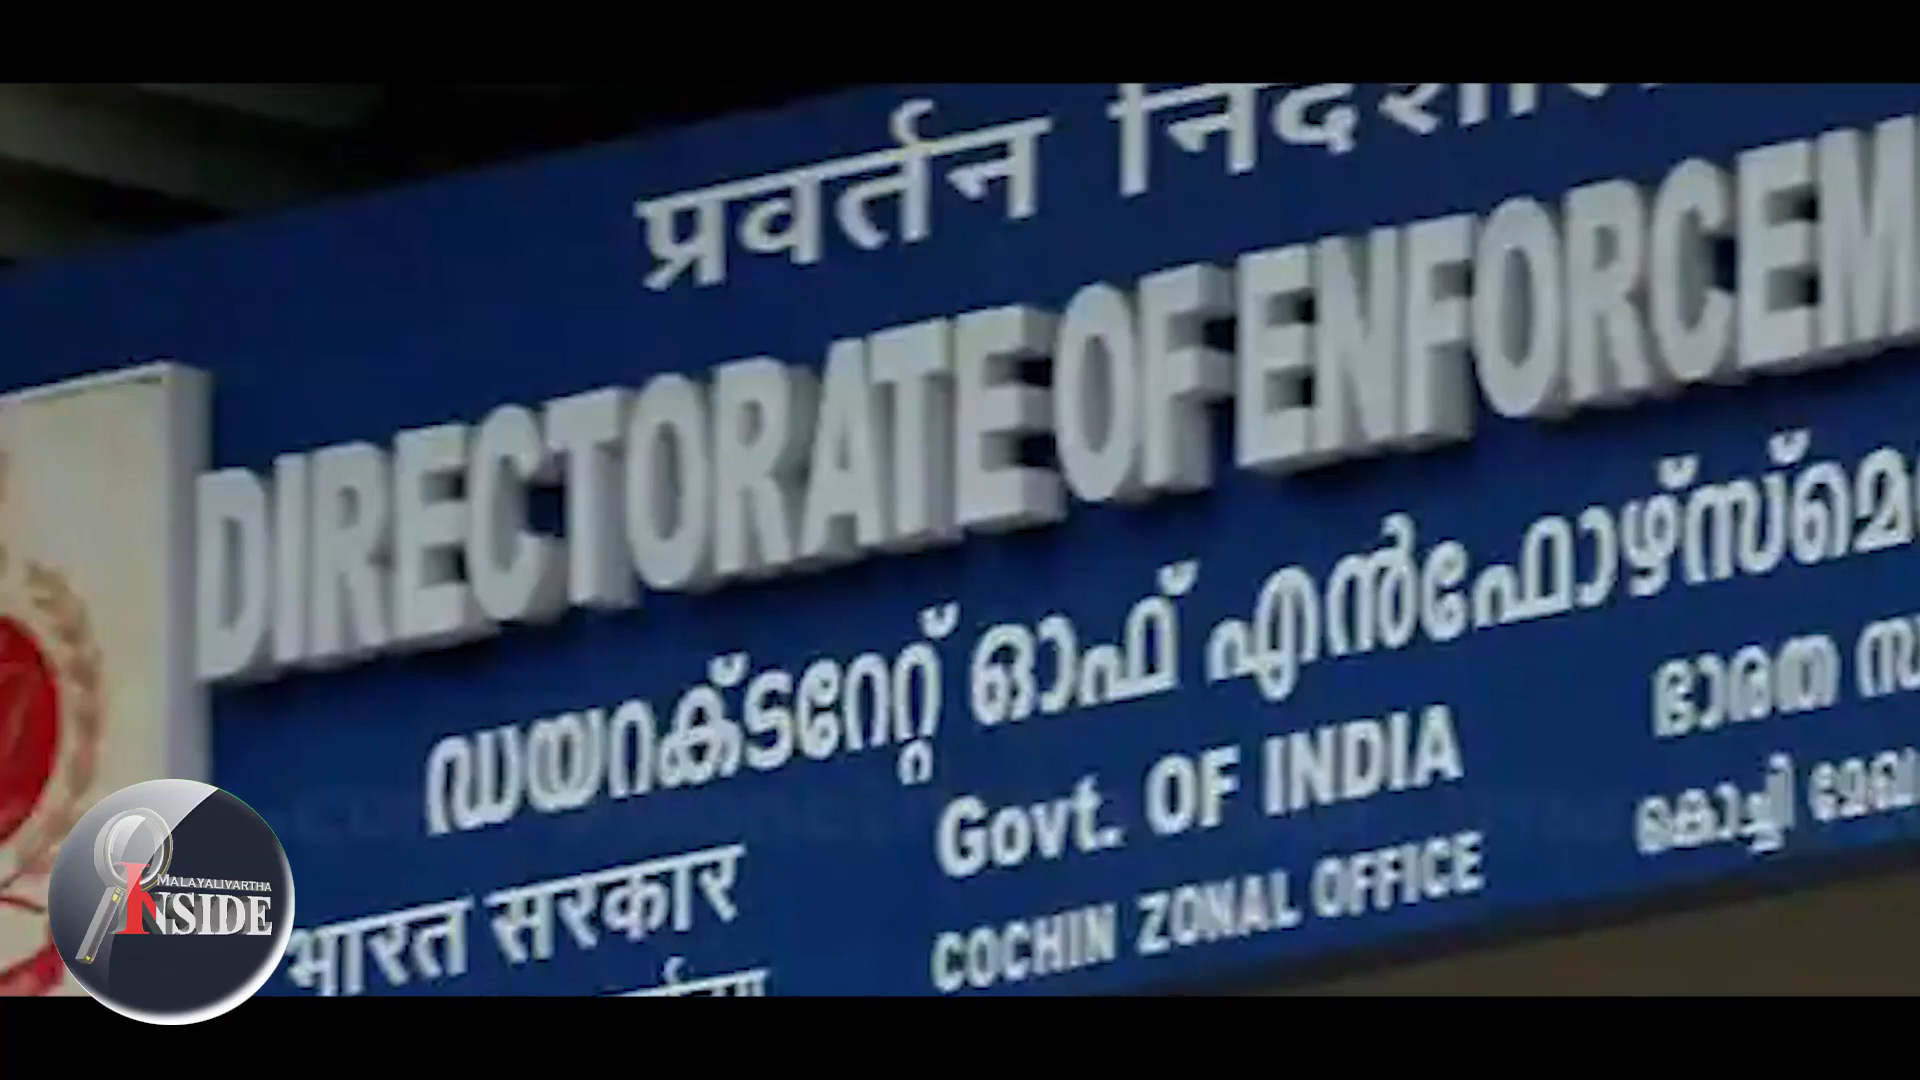 प्रवर्तन
DIRECTORATE OF ENFORCEM
ഡയറക്ടറേറ്റ് ഓഫ് എൻഫോഴ്സ്മെ
भारत सरकार
Govt. OF INDIA
ഭാരത സ
COCHIN ZONAL OFFICE
കൊച്ചി മേഖ
MALAYALIVARTHA
INSIDE